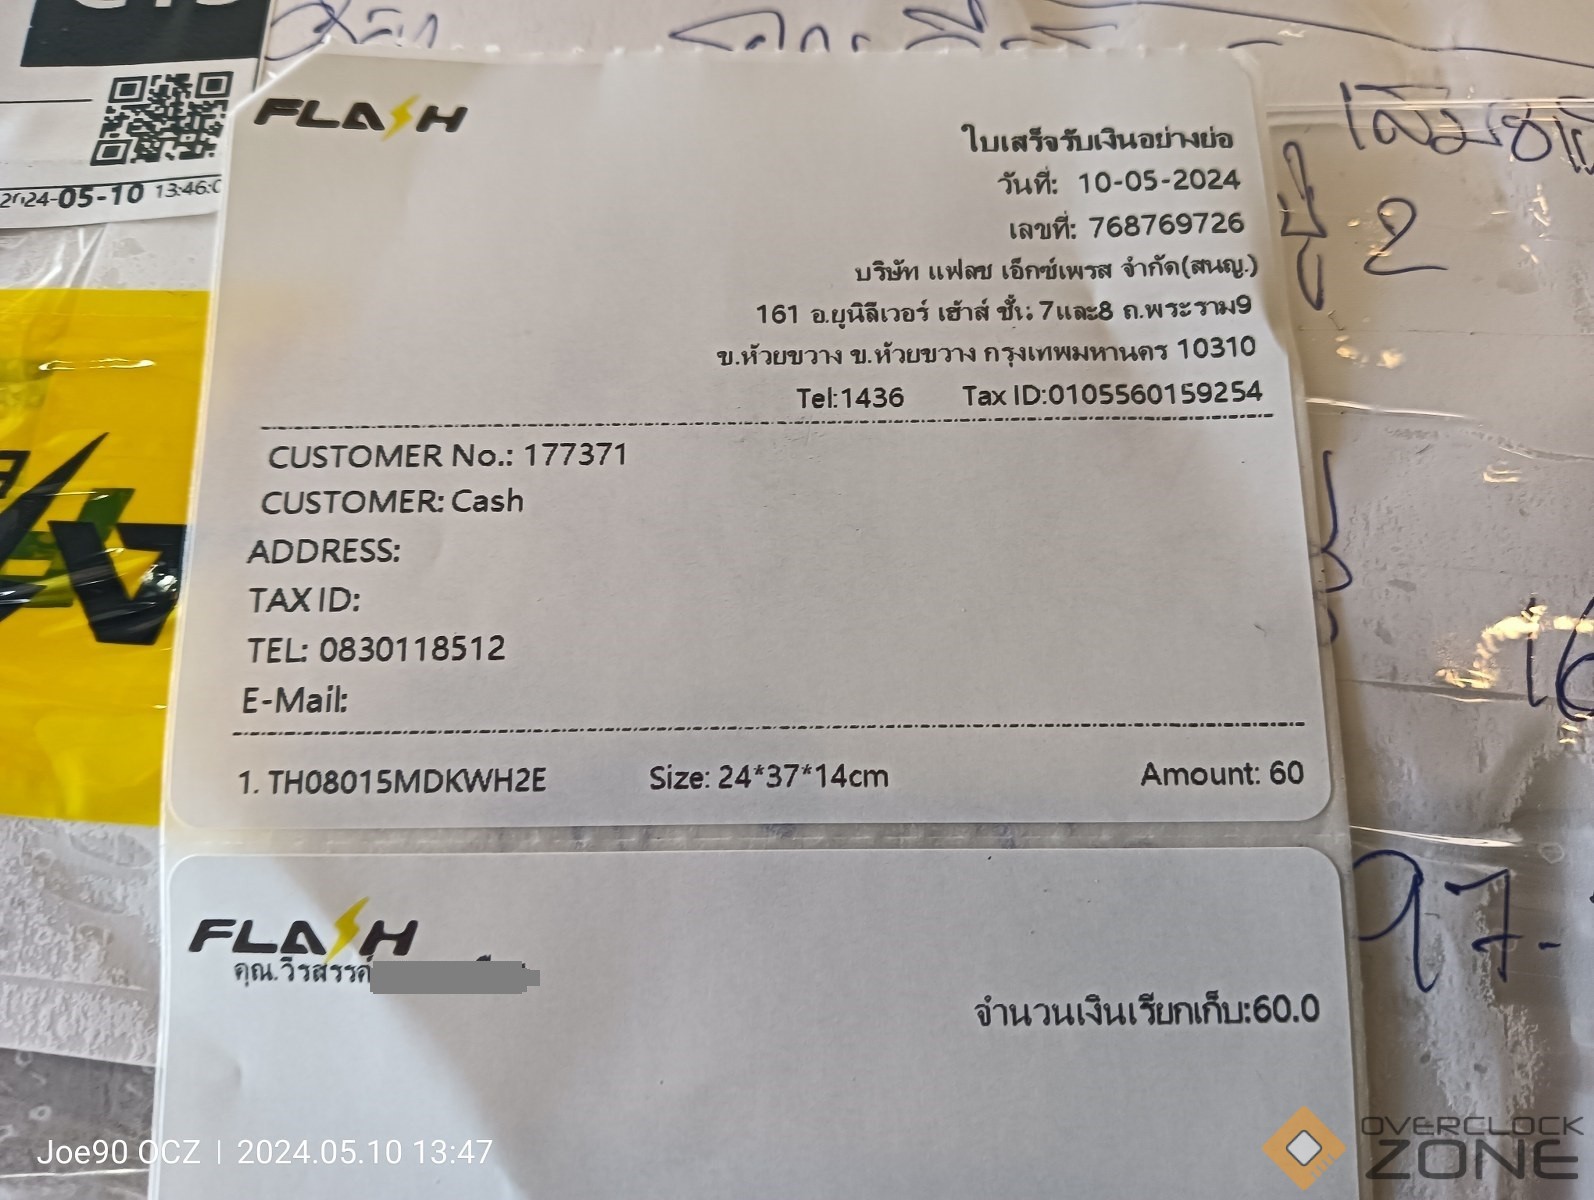 2024-05-10 13:46:0
FLASH
ใบเสร็จรับเงินอย่างย่อ
วันที่: 10-05-2024
เลขที่: 768769726
บริษัท แฟลช เอ็กซ์เพรส จำกัด(สนญ.)
161 อ.ยูนิลีเวอร์ เฮ้าส์ ชั้น 7และ8 ถ.พระราม9
ข.ห้วยขวาง ข.ห้วยขวาง กรุงเทพมหานคร 10310
Tel:1436 Tax ID:0105560159254
CUSTOMER No.: 177371
CUSTOMER: Cash
ADDRESS:
TAX ID:
TEL: 0830118512
E-Mail:
1. TH08015MDKWH2E Size: 24*37*14cm Amount: 60
FLASH
คุณ.วีรสรรค์
จำนวนเงินเรียกเก็บ:60.0
2
16
97.-
Joe90 OCZ | 2024.05.10 13:47
OVERCLOCK
ZONE